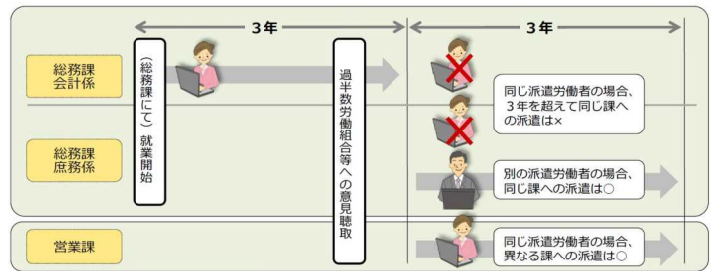 3年
3年
総務課
会計係
(総務課にて)就業開始
過半数労働組合等への意見聴取
同じ派遣労働者の場合、
3年を超えて同じ課へ
の派遣は×
総務課
庶務係
別の派遣労働者の場合、
同じ課への派遣は○
営業課
同じ派遣労働者の場合、
異なる課への派遣は○